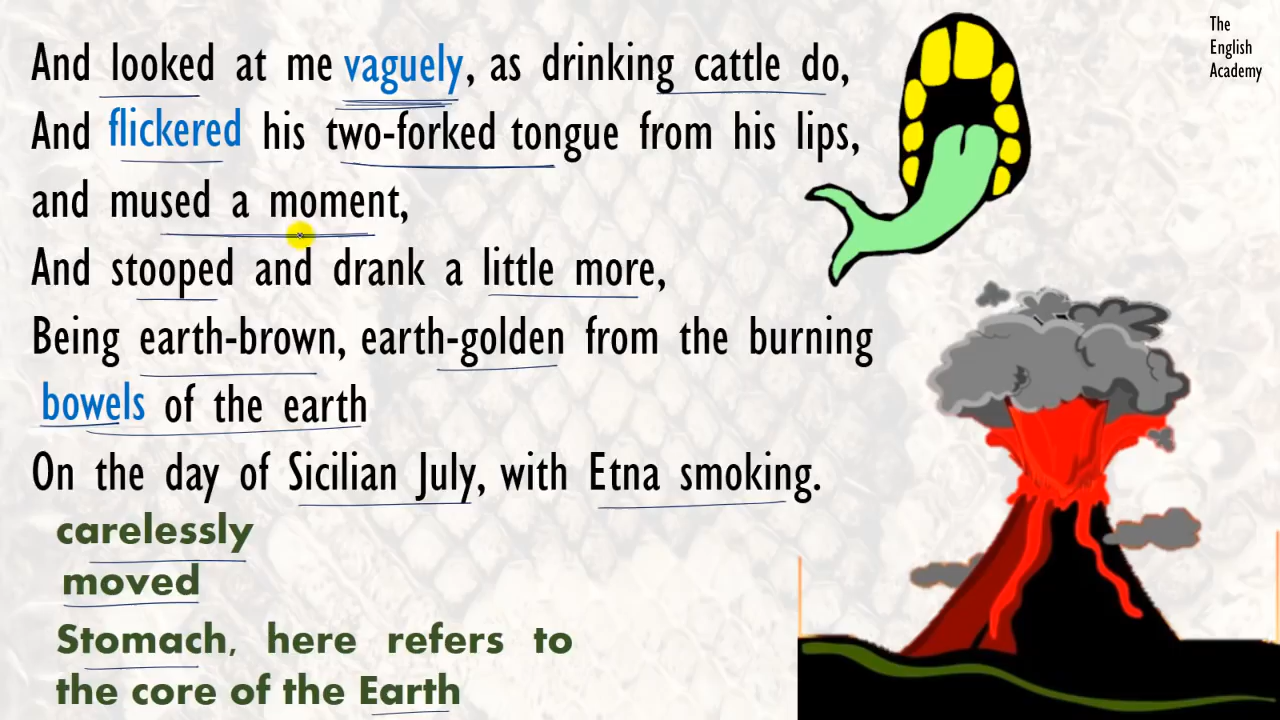 And looked at me vaguely, as drinking cattle do,
And flickered his two-forked tongue from his lips,
and mused a moment,
And stooped and drank a little more,
Being earth-brown, earth-golden from the burning
bowels of the earth
On the day of Sicilian July, with Etna smoking.
carelessly
moved
Stomach, here refers to
the core of the Earth
The
English
Academy